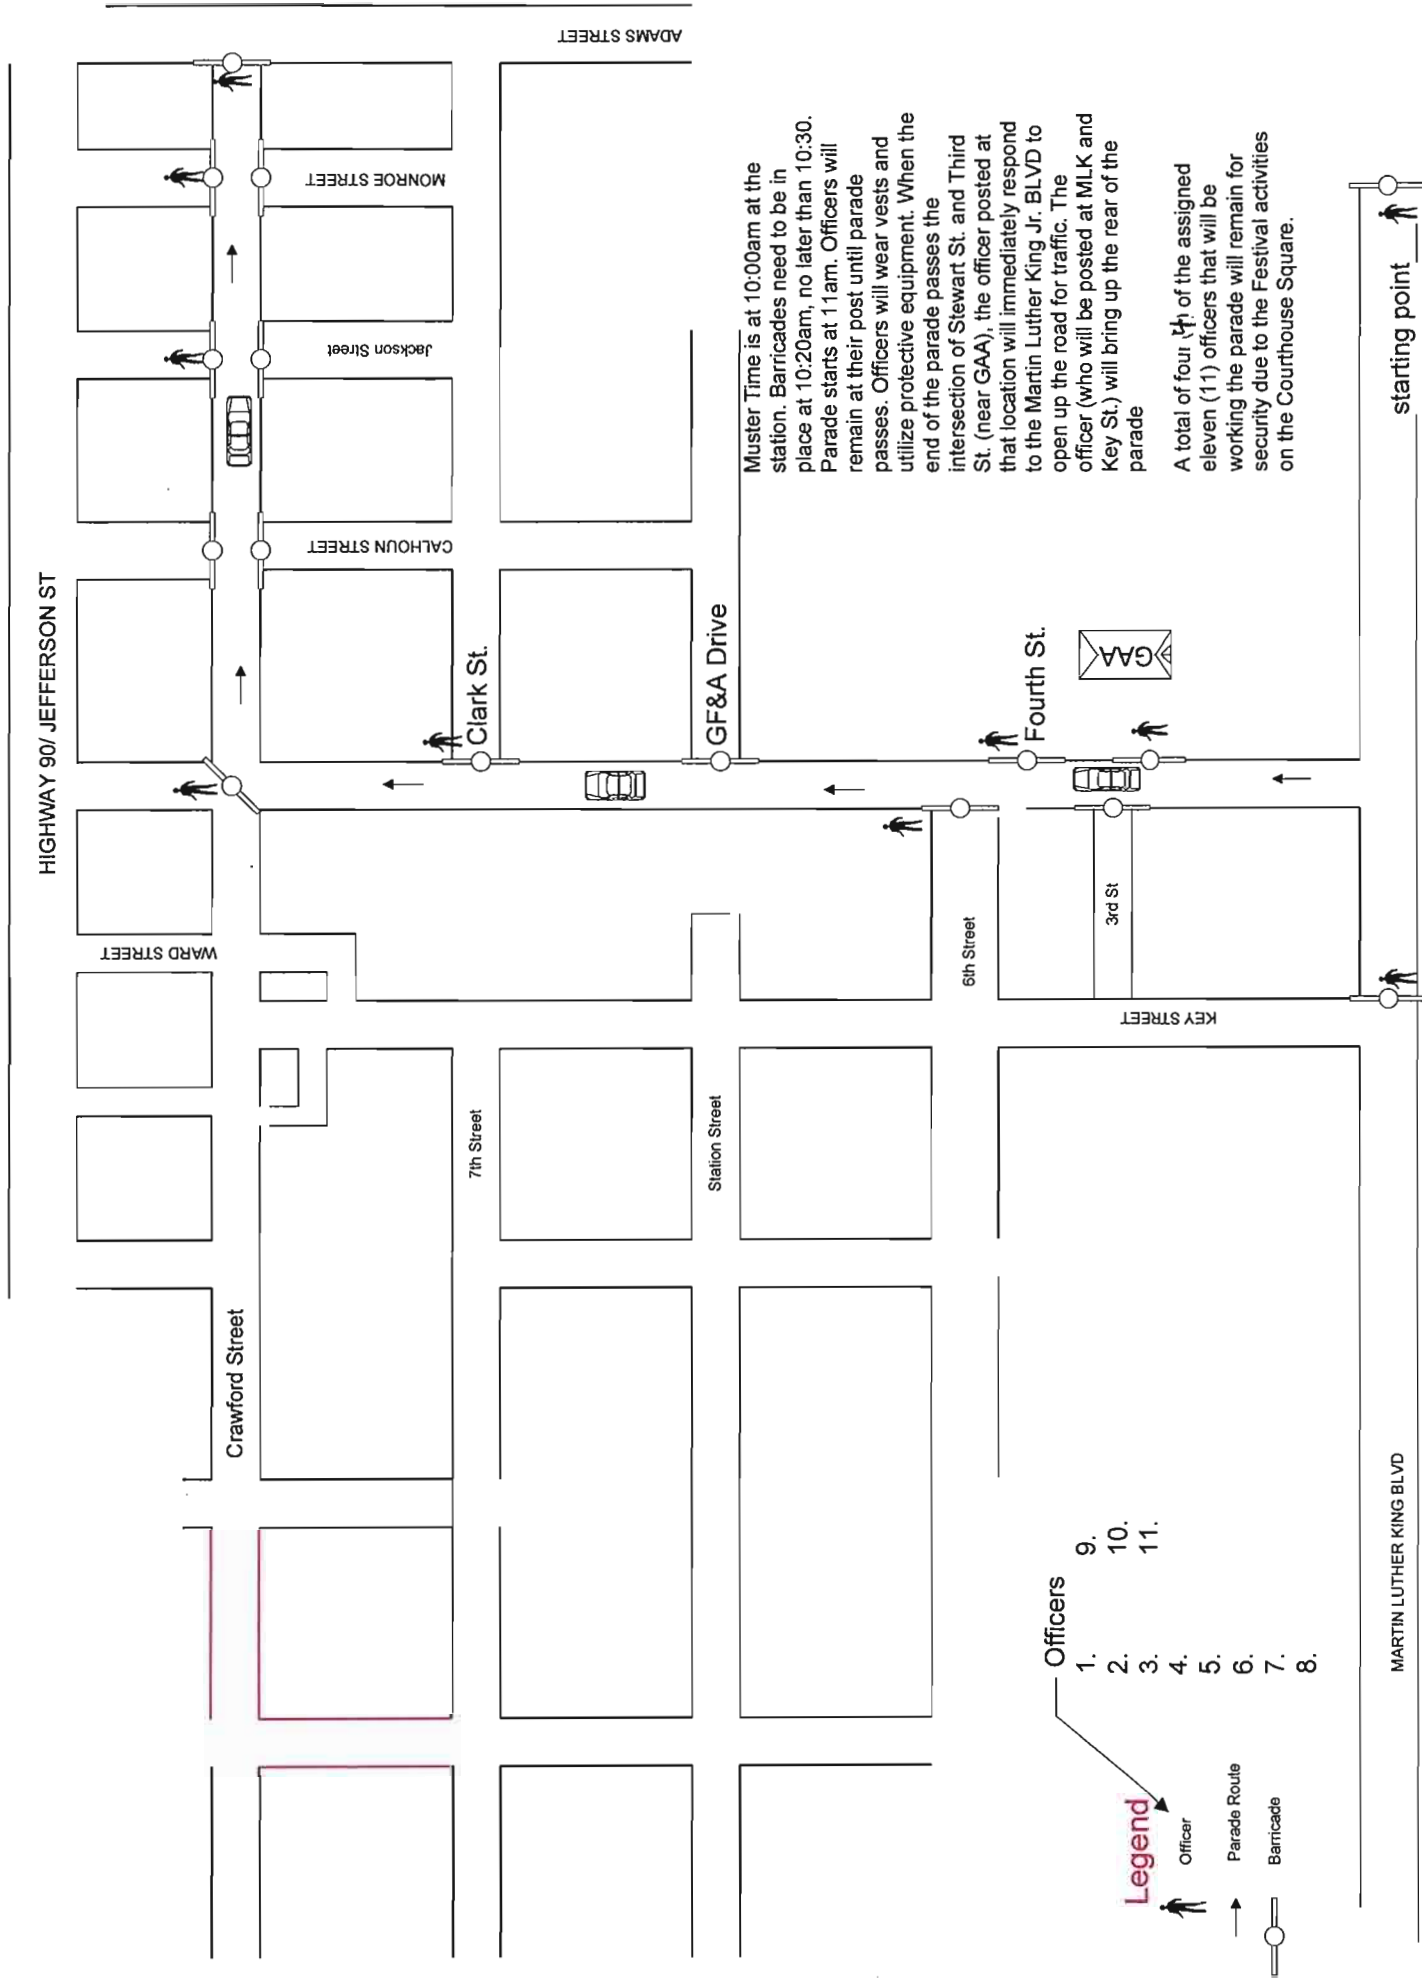 HIGHWAY 90/ JEFFERSON ST
ADAMS STREET
MONROE STREET
Jackson Street
CALHOUN STREET
WARD STREET
Crawford Street
Clark St.
7th Street
GF&A Drive
Station Street
Fourth St.
GAA
6th Street
3rd St
KEY STREET
Muster Time is at 10:00am at the
station. Barricades need to be in
place at 10:20am, no later than 10:30.
Parade starts at 11am. Officers will
remain at their post until parade
passes. Officers will wear vests and
utilize protective equipment. When the
end of the parade passes the
intersection of Stewart St. and Third
St. (near GAA), the officer posted at
that location will immediately respond
to the Martin Luther King Jr. BLVD to
open up the road for traffic. The
officer (who will be posted at MLK and
Key St.) will bring up the rear of the
parade
A total of four (4) of the assigned
eleven (11) officers that will be
working the parade will remain for
security due to the Festival activities
on the Courthouse Square.
starting point
MARTIN LUTHER KING BLVD
Officers
1.
2.
3.
4.
5.
6.
7.
8.
9.
10.
11.
Legend
Officer
Parade Route
Barricade